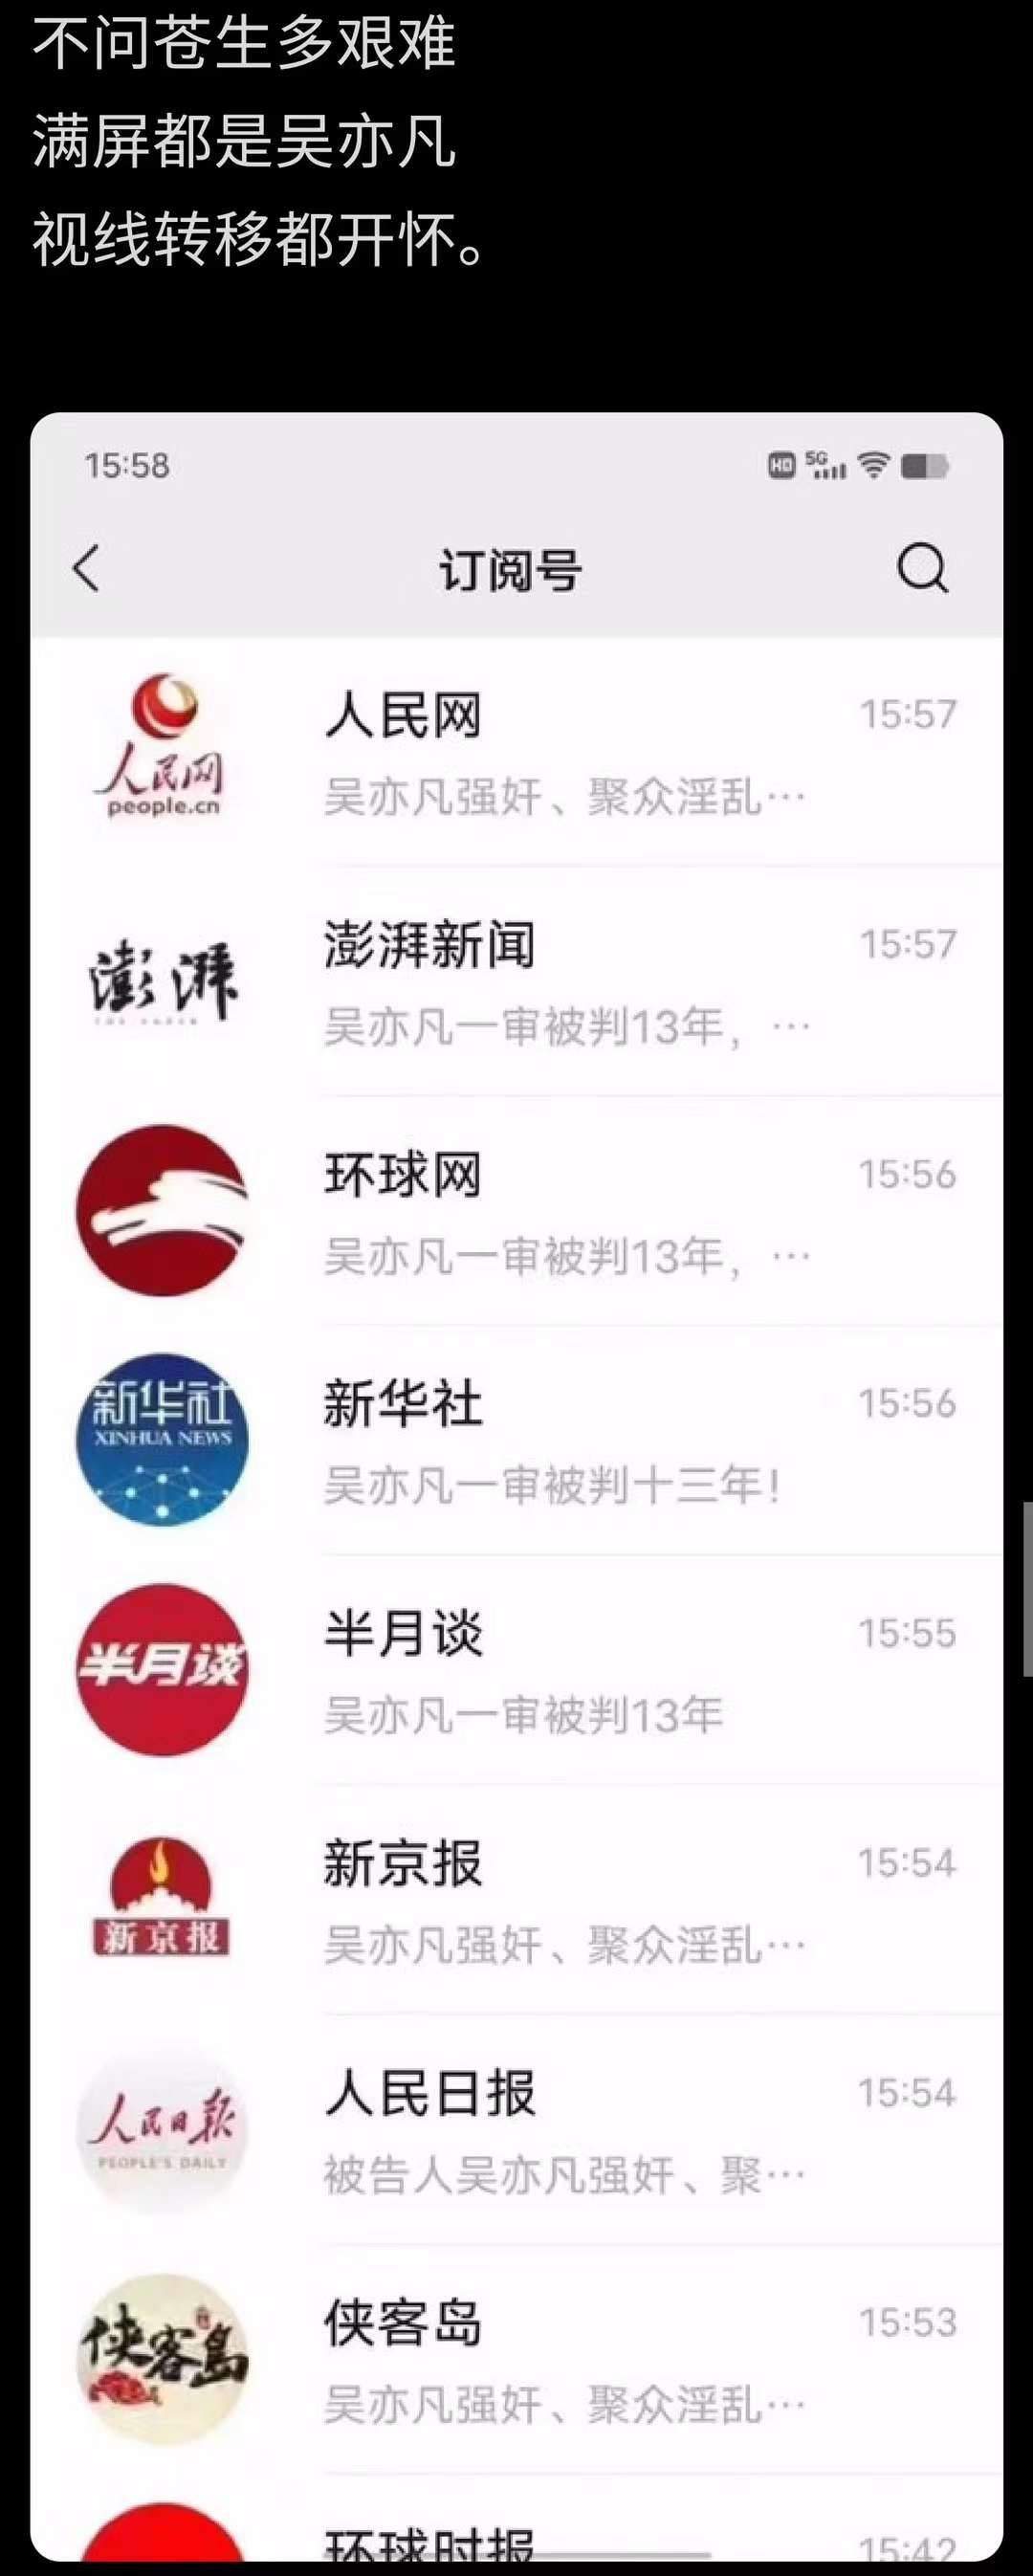 不问苍生多艰难
满屏都是吴亦凡
视线转移都开怀。
15:58
HD 5G
订阅号
人民网
people.cn
人民网 15:57
吴亦凡强奸、聚众淫乱…
澎湃
澎湃新闻 15:57
吴亦凡一审被判13年，…
环球网 15:56
吴亦凡一审被判13年，…
新华社
XINHUA NEWS
新华社 15:56
吴亦凡一审被判十三年！
半月谈
半月谈 15:55
吴亦凡一审被判13年
新京报
新京报 15:54
吴亦凡强奸、聚众淫乱…
人民日报
PEOPLE'S DAILY
人民日报 15:54
被告人吴亦凡强奸、聚…
侠客岛
侠客岛 15:53
吴亦凡强奸、聚众淫乱…
环球时报 15:42